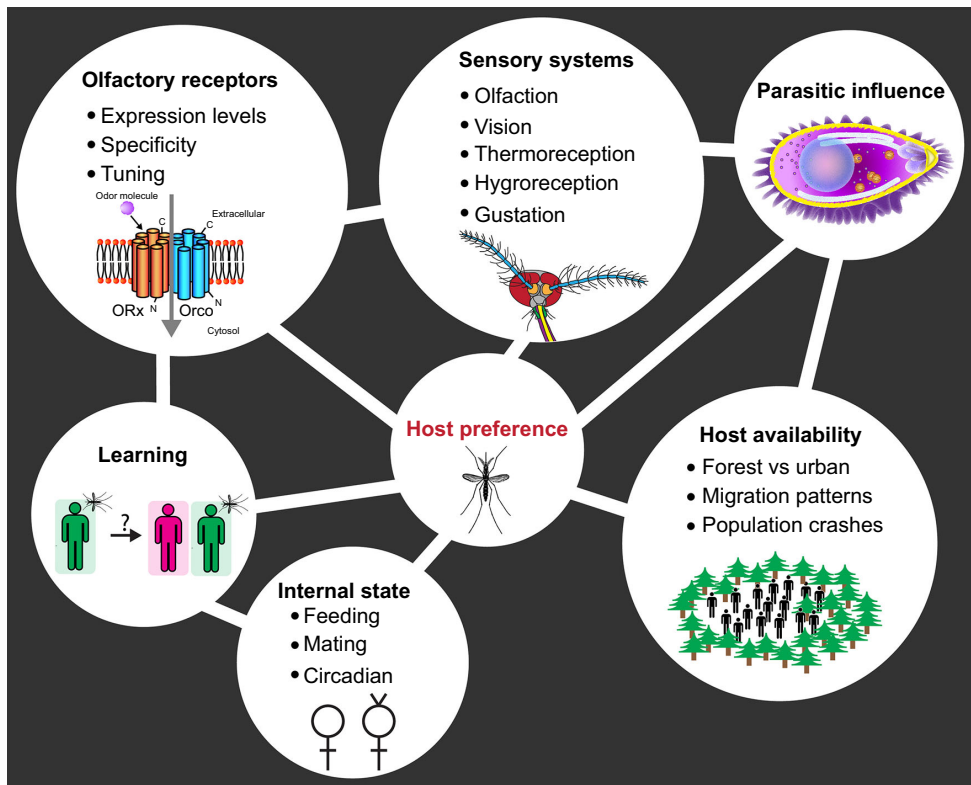 Olfactory receptors
• Expression levels
• Specificity
• Tuning
Odor molecule
Extracellular
C
C
ORx
N
Orco
N
Cytosol
Sensory systems
• Olfaction
• Vision
• Thermoreception
• Hygroreception
• Gustation
Parasitic influence
Host preference
Learning
?
Internal state
• Feeding
• Mating
• Circadian
Host availability
• Forest vs urban
• Migration patterns
• Population crashes